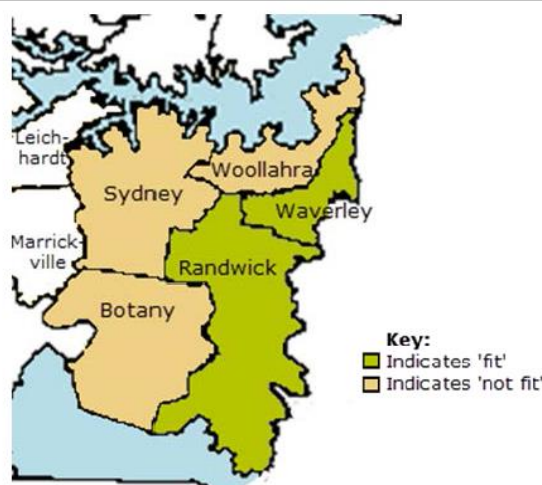 Leich-
hardt
Woollahra
Sydney
Waverley
Marrick-
ville
Randwick
Botany
Key:
Indicates 'fit'
Indicates 'not fit'